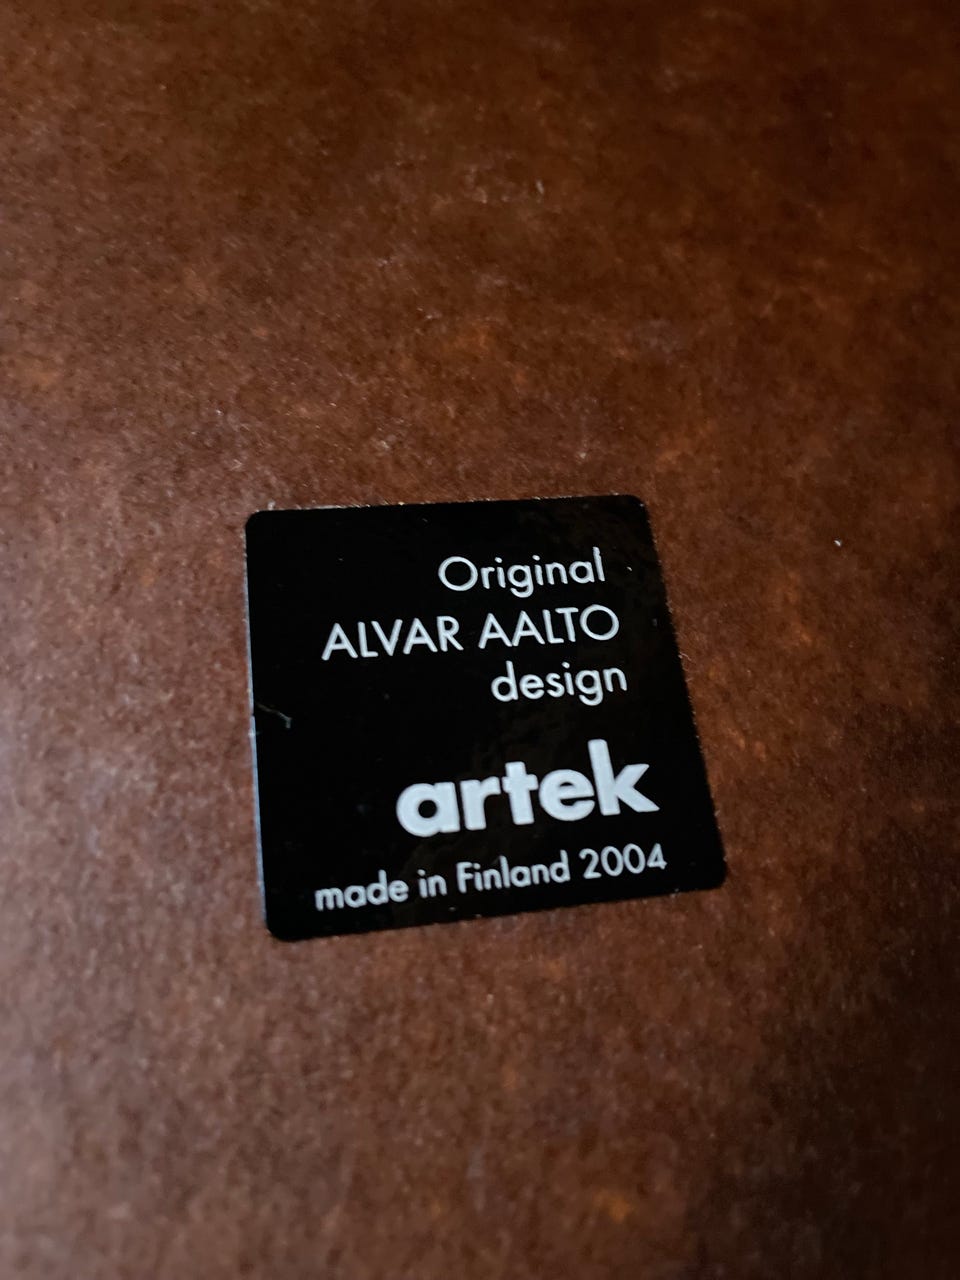 Original
ALVAR AALTO
design
artek
made in Finland 2004